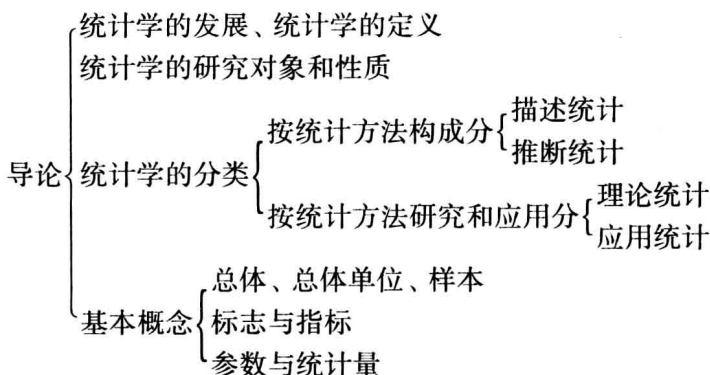 统计学的发展、统计学的定义
统计学的研究对象和性质
导论
统计学的分类
按统计方法构成分
描述统计
推断统计
按统计方法研究和应用分
理论统计
应用统计
基本概念
总体、总体单位、样本
标志与指标
参数与统计量